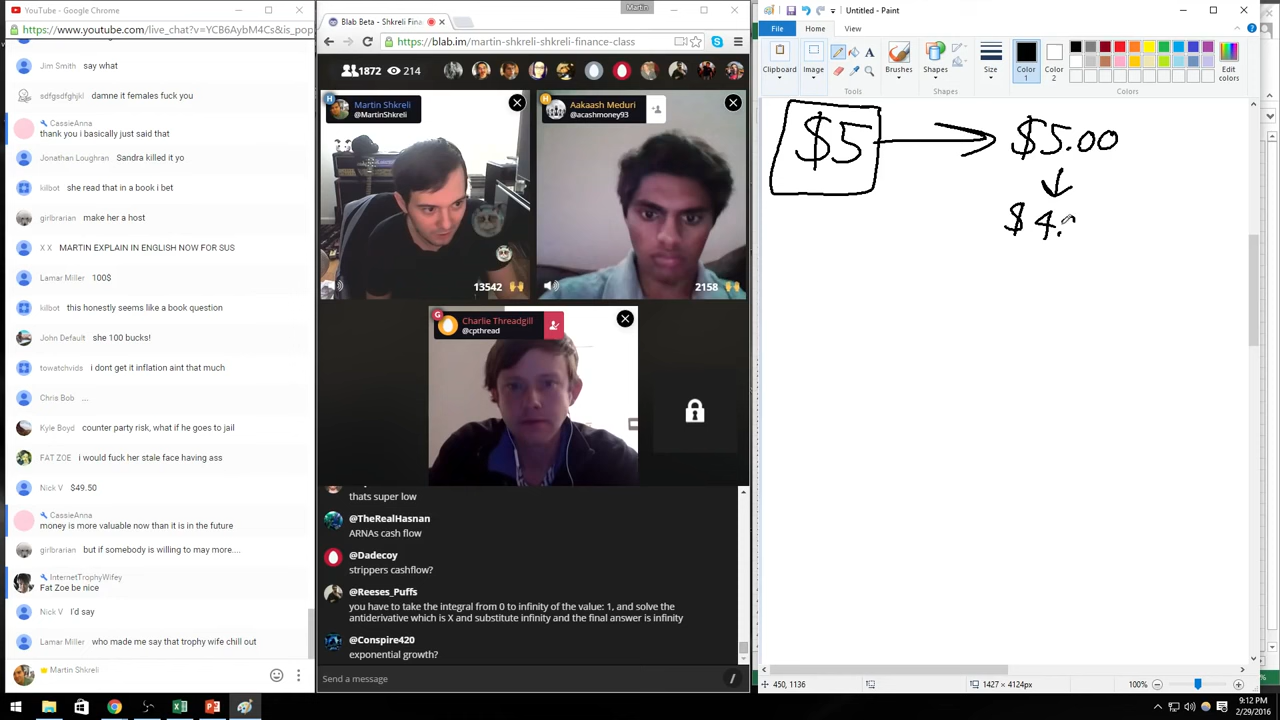 YouTube - Google Chrome
https://www.youtube.com/live_chat?v=YCB6AybM4Cs&is_pop
Jim Smith say what
sdfgsdfghjkl damne it females fuck you
CassieAnna
thank you i basically just said that
Jonathan Loughran Sandra killed it yo
kilbot she read that in a book i bet
girlbrarian make her a host
X X MARTIN EXPLAIN IN ENGLISH NOW FOR SUS
Lamar Miller 100$
kilbot this honestly seems like a book question
John Default she 100 bucks!
towatchvids i dont get it inflation aint that much
Chris Bob ...
Kyle Boyd counter party risk, what if he goes to jail
FAT ZOE i would fuck her stale face having ass
Nick V $49.50
CassieAnna
money is more valuable now than it is in the future
girlbrarian but if somebody is willing to may more....
InternetTrophyWifey
Fat Zoe be nice
Nick V I'd say
Lamar Miller who made me say that trophy wife chill out
Martin Shkreli
Martin
Blab Beta - Shkreli Fina
https://blab.im/martin-shkreli-shkreli-finance-class
1872 214
H Martin Shkreli
@MartinShkreli
13542
H Aakaash Meduri
@acashmoney93
2158
G Charlie Threadgill
@cpthread
thats super low
@TheRealHasnan
ARNAs cash flow
@Dadecoy
strippers cashflow?
@Reeses_Puffs
you have to take the integral from 0 to infinity of the value: 1, and solve the
antiderivative which is X and substitute infinity and the final answer is infinity
@Conspire420
exponential growth?
Send a message
Untitled - Paint
File Home View
Clipboard
Image
A
Tools
Brushes
Shapes
Shapes
Size
Color
1
Color
2
Colors
Edit
colors
$5 $5.00
$4.
450, 1136
1427 × 4124px
100%
9:12 PM
2/29/2016